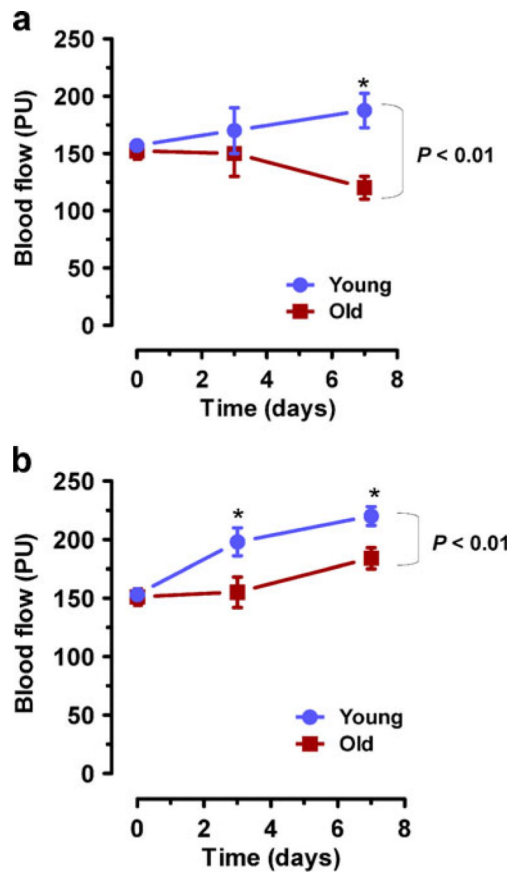 a
Blood flow (PU)
250
200
150
100
50
0
*
P < 0.01
Young
Old
0 2 4 6 8
Time (days)
b
Blood flow (PU)
250
200
150
100
50
0
* *
P < 0.01
Young
Old
0 2 4 6 8
Time (days)